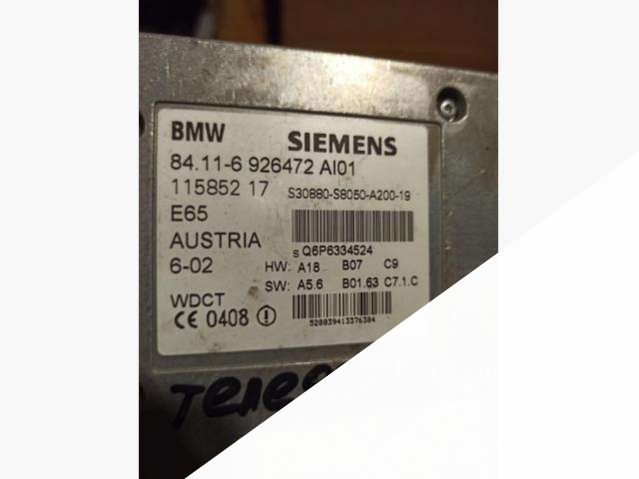 BMW SIEMENS
84.11-6 926472 AI01
115852 17 S30880-S8050-A200-19
E65
AUSTRIA S Q6P6334524
6-02 HW: A18 B07 C9
SW: A5.6 B01.63 C7.1.C
WDCT
CE 0408 520039413376304